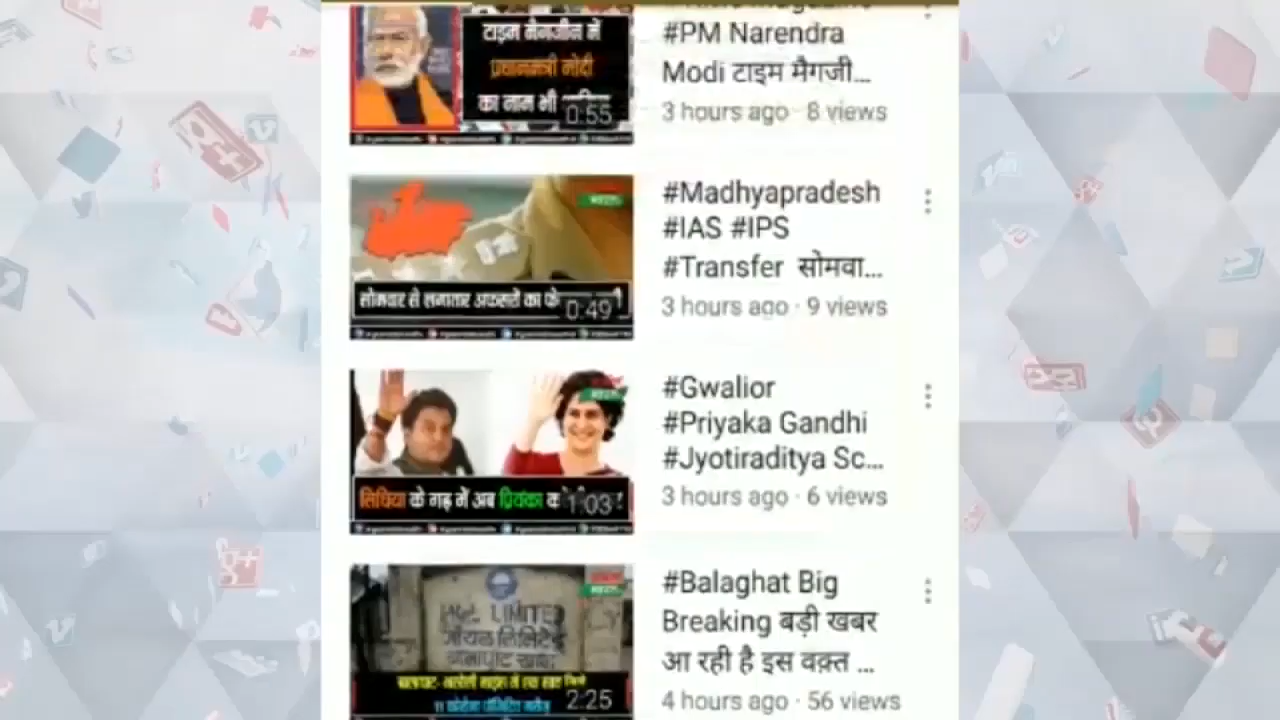 टाइम मैगजीन में
प्रधानमन्त्री मोदी
का नाम भी
0:55
#PM Narendra
Modi टाइम मैगजी...
3 hours ago · 8 views
सोमवार से लगातार अफसरों का
0:49
#Madhyapradesh
#IAS #IPS
#Transfer सोमवा...
3 hours ago · 9 views
सिंधिया के गढ़ में अब प्रियंका
1:03
#Gwalior
#Priyaka Gandhi
#Jyotiraditya Sc...
3 hours ago · 6 views
LIMITED
लिमिटेड
2:25
#Balaghat Big
Breaking बड़ी खबर
आ रही है इस वक़्त ...
4 hours ago · 56 views